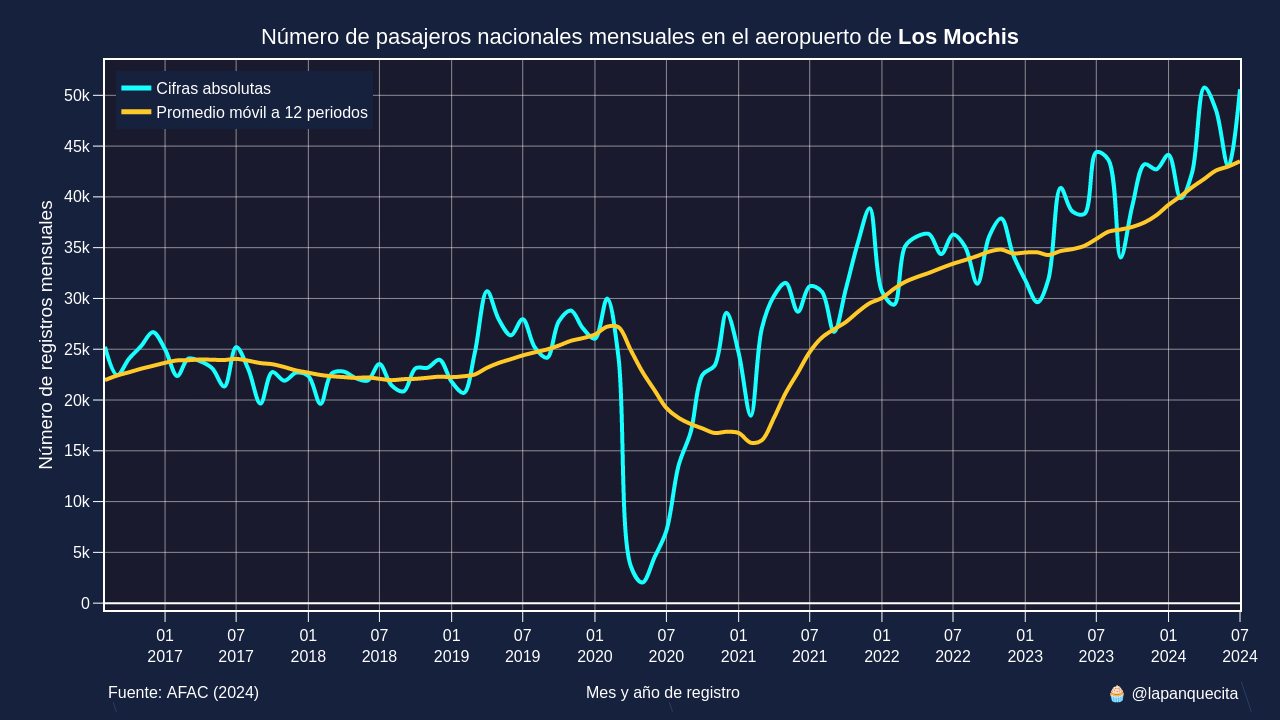 Número de pasajeros nacionales mensuales en el aeropuerto de Los Mochis
Cifras absolutas
Promedio móvil a 12 periodos
Número de registros mensuales
50k
45k
40k
35k
30k
25k
20k
15k
10k
5k
0
01 07 01 07 01 07 01 07 01 07 01 07 01 07 01 07
2017 2017 2018 2018 2019 2019 2020 2020 2021 2021 2022 2022 2023 2023 2024 2024
Fuente: AFAC (2024) Mes y año de registro 🧁 @lapanquecita